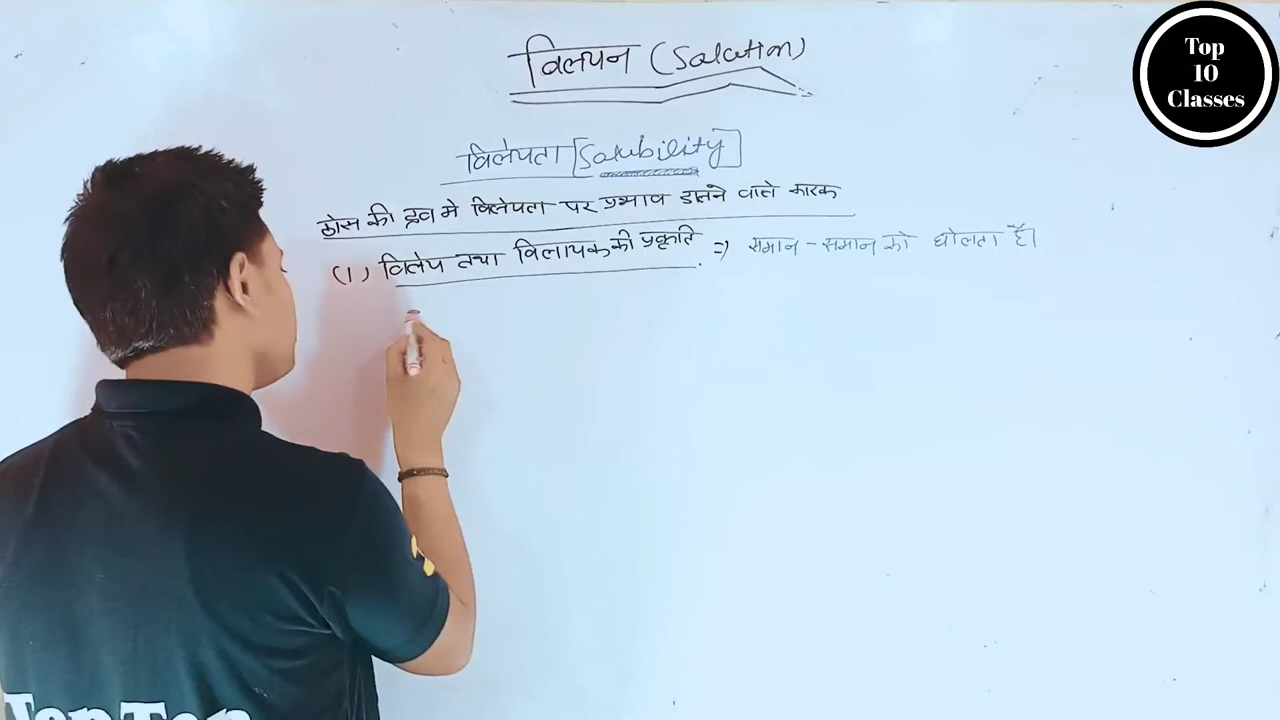 विलयन (Solution)
Top
10
Classes
विलेयता [Solubility]
ठोस की द्रव मे विलेयता पर प्रभाव डालने वाले कारक
(1) विलेय तथा विलायक की प्रकृति => समान - समान को घोलता है।